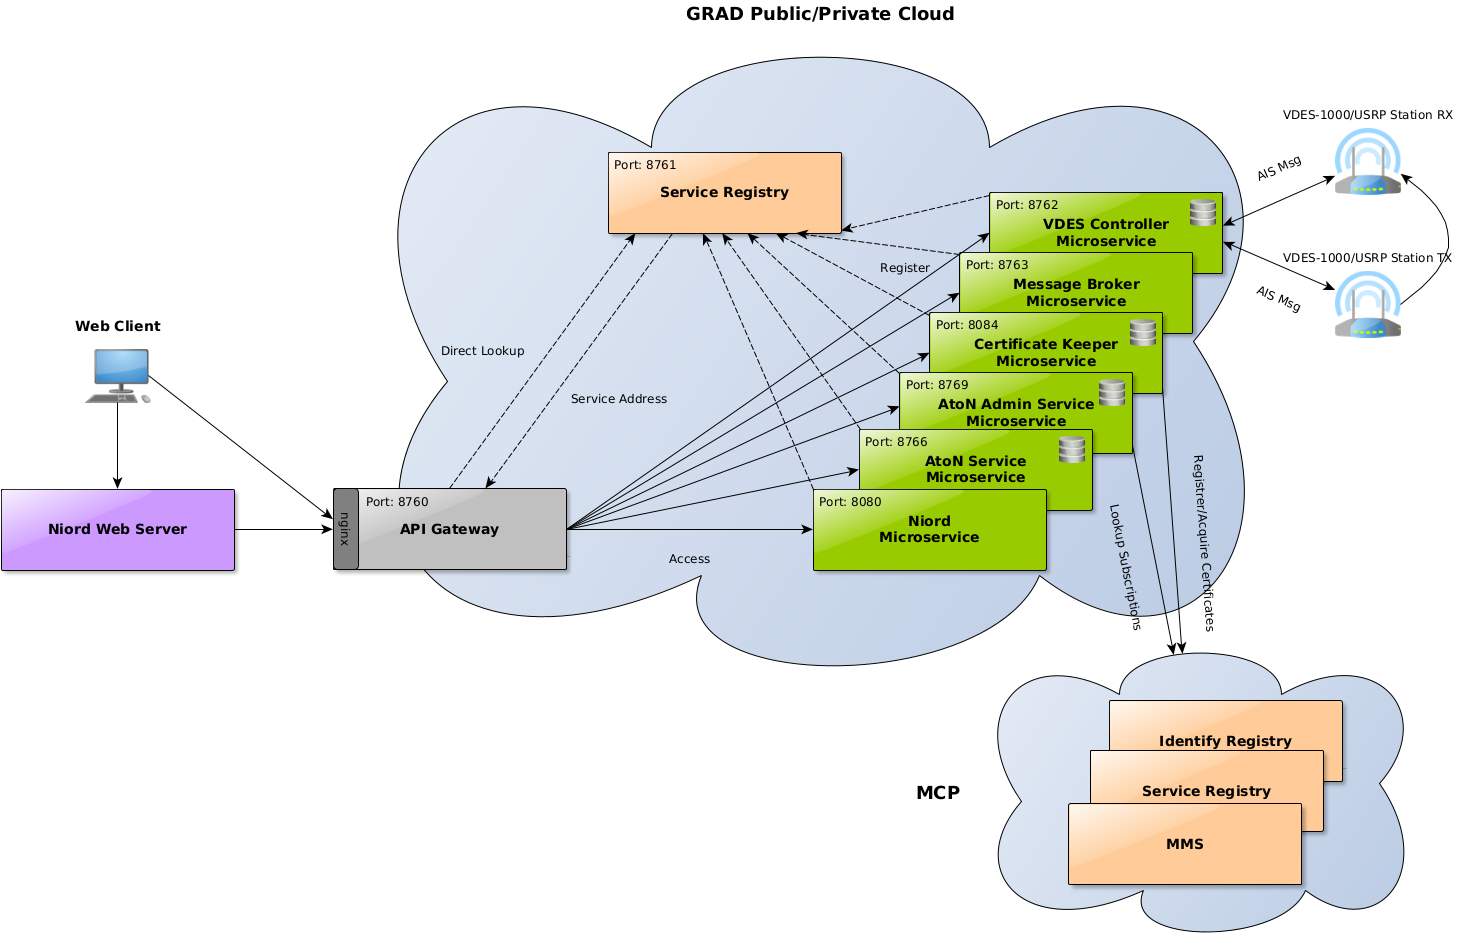 GRAD Public/Private Cloud
VDES-1000/USRP Station RX
Port: 8761
Service Registry
AIS Msg
Port: 8762
VDES Controller
Microservice
VDES-1000/USRP Station TX
Register
Port: 8763
Message Broker
Microservice
AIS Msg
Web Client
Port: 8084
Certificate Keeper
Microservice
Direct Lookup
Port: 8769
AtoN Admin Service
Microservice
Service Address
Port: 8766
AtoN Service
Microservice
Niord Web Server
nginx
Port: 8760
API Gateway
Port: 8080
Niord
Microservice
Access
Lookup Subscriptions
Registrer/Acquire Certificates
Identify Registry
MCP
Service Registry
MMS